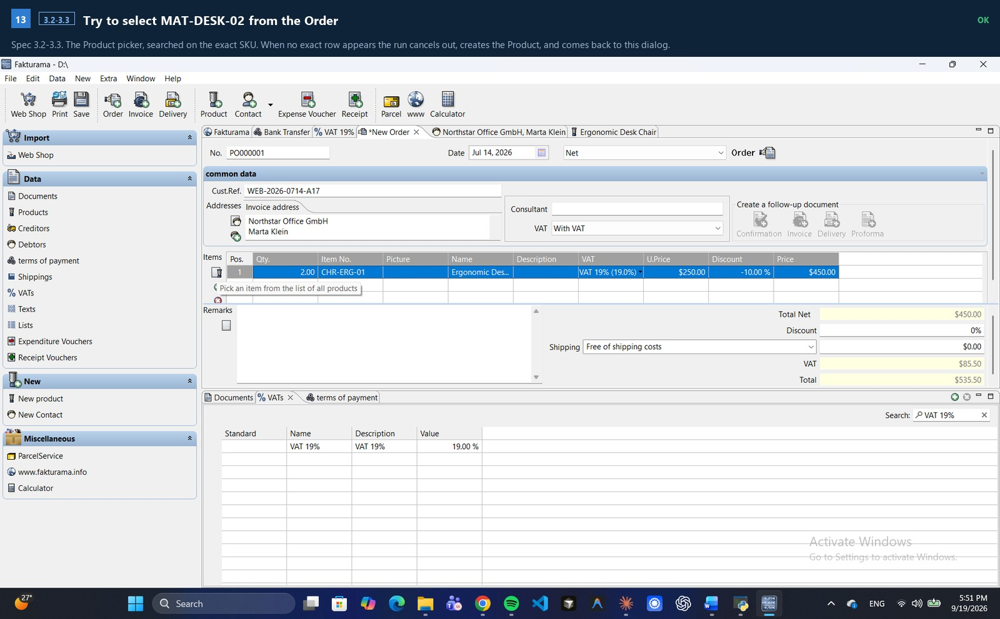 13 3.2-3.3 Try to select MAT-DESK-02 from the Order OK
Spec 3.2-3.3. The Product picker, searched on the exact SKU. When no exact row appears the run cancels out, creates the Product, and comes back to this dialog.
Fakturama - D:\
File Edit Data New Extra Window Help
Web Shop Print Save Order Invoice Delivery Product Contact Expense Voucher Receipt Parcel www Calculator
Import
Web Shop
Data
Documents
Products
Creditors
Debtors
terms of payment
Shippings
VATs
Texts
Lists
Expenditure Vouchers
Receipt Vouchers
New
New product
New Contact
Miscellaneous
ParcelService
www.fakturama.info
Calculator
Fakturama Bank Transfer VAT 19% *New Order Northstar Office GmbH, Marta Klein Ergonomic Desk Chair
No. PO000001 Date Jul 14, 2026 Net Order
common data
Cust.Ref. WEB-2026-0714-A17
Addresses Invoice address
Northstar Office GmbH
Marta Klein
Consultant
VAT With VAT
Create a follow-up document
Confirmation Invoice Delivery Proforma
Items Pos. Qty. Item No. Picture Name Description VAT U.Price Discount Price
1 2.00 CHR-ERG-01 Ergonomic Des... VAT 19% (19.0%) $250.00 -10.00 % $450.00
Pick an item from the list of all products
Remarks
Total Net $450.00
Discount 0%
Shipping Free of shipping costs $0.00
VAT $85.50
Total $535.50
Documents VATs terms of payment
Search: VAT 19%
Standard Name Description Value
VAT 19% VAT 19% 19.00 %
Activate Windows
Go to Settings to activate Windows.
27°
Search
ENG
5:51 PM
9/19/2026